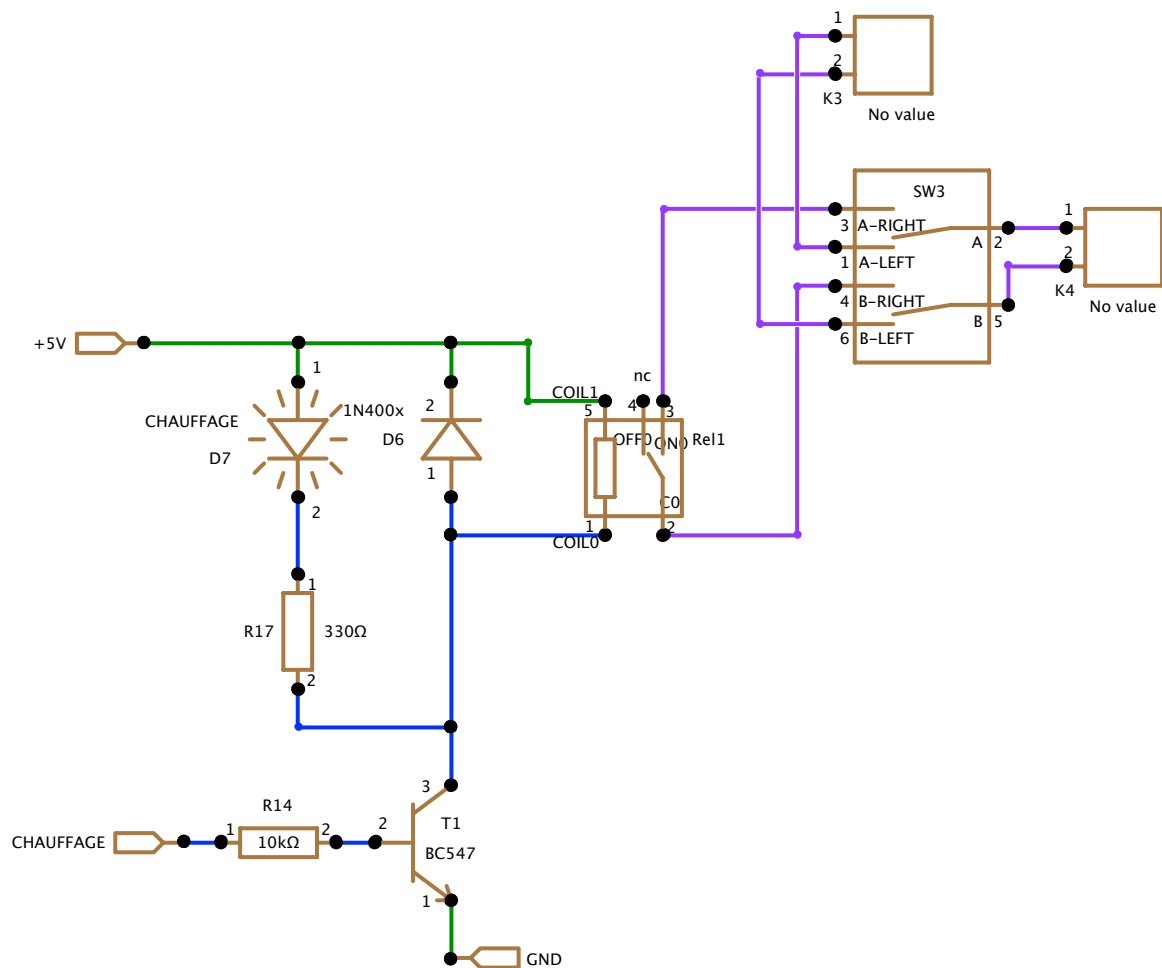 1
2
K3
No value
SW3
3 A-RIGHT
A 2
1 A-LEFT
4 B-RIGHT
B 5
6 B-LEFT
1
2
K4
No value
+5V
1
CHAUFFAGE
D7
2
1N400x
2
D6
1
nc
COIL1
5
4
3
OFF0
ON0
Rel1
C0
1
2
COIL0
1
R17
330Ω
2
3
R14
T1
CHAUFFAGE
1
10kΩ
2
2
BC547
1
GND